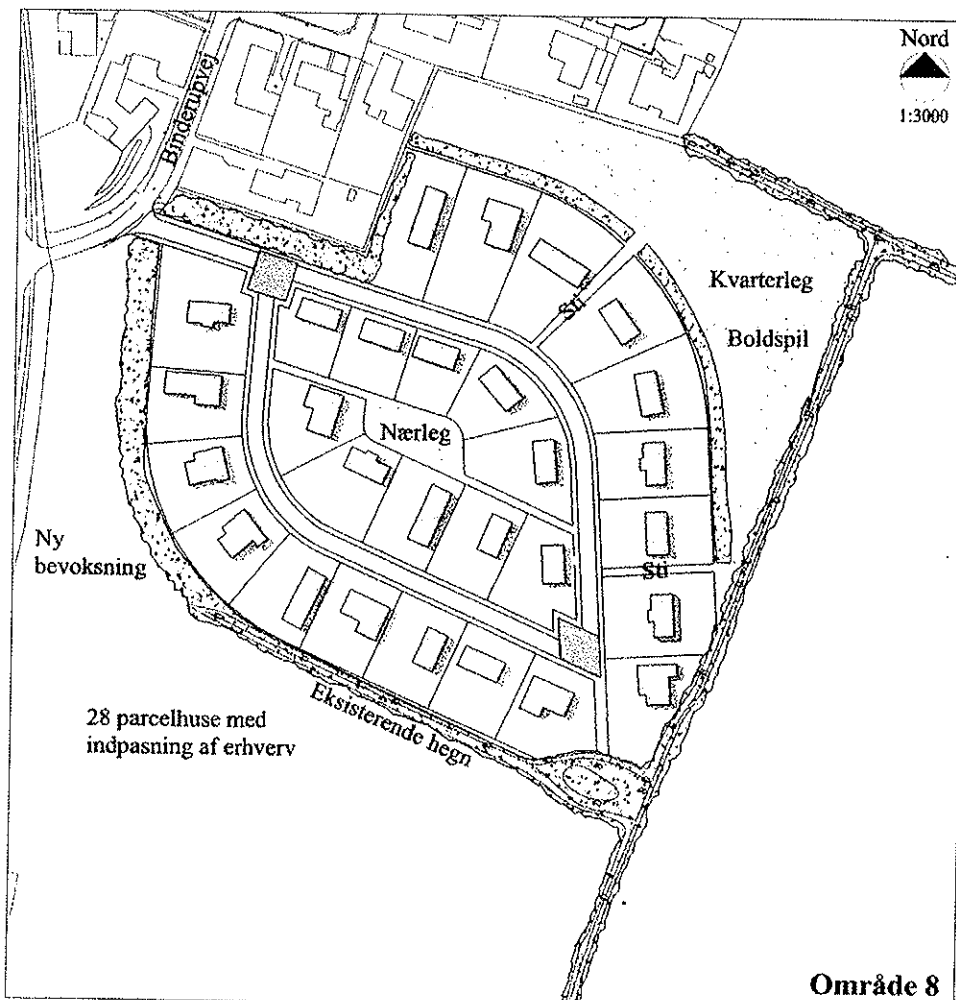 Nord
1:3000
Binderupvej
Kvarterleg
Boldspil
Sti
Nærleg
Ny
bevoksning
Sti
Eksisterende hegn
28 parcelhuse med
indpasning af erhverv
Område 8